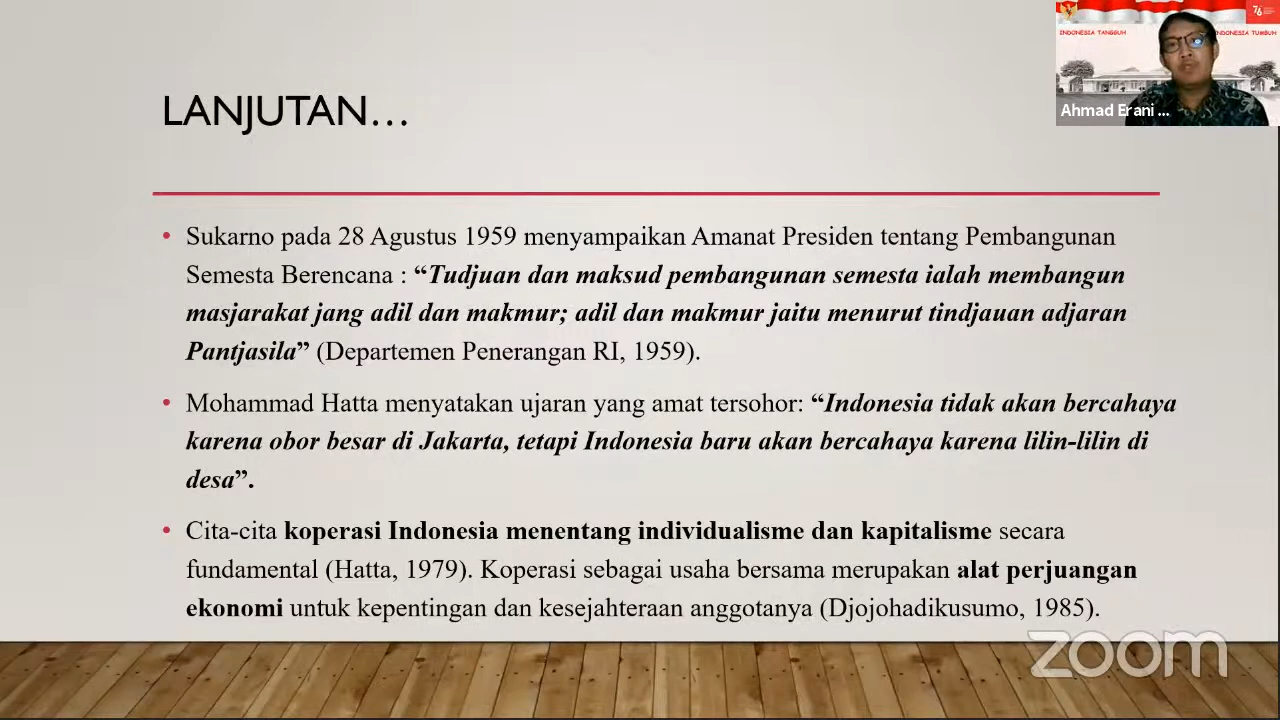 INDONESIA TANGGUH
INDONESIA TUMBUH
76
Ahmad Erani ...
LANJUTAN…
• Sukarno pada 28 Agustus 1959 menyampaikan Amanat Presiden tentang Pembangunan
Semesta Berencana : “Tudjuan dan maksud pembangunan semesta ialah membangun
masjarakat jang adil dan makmur; adil dan makmur jaitu menurut tindjauan adjaran
Pantjasila” (Departemen Penerangan RI, 1959).
• Mohammad Hatta menyatakan ujaran yang amat tersohor: “Indonesia tidak akan bercahaya
karena obor besar di Jakarta, tetapi Indonesia baru akan bercahaya karena lilin-lilin di
desa”.
• Cita-cita koperasi Indonesia menentang individualisme dan kapitalisme secara
fundamental (Hatta, 1979). Koperasi sebagai usaha bersama merupakan alat perjuangan
ekonomi untuk kepentingan dan kesejahteraan anggotanya (Djojohadikusumo, 1985).
zoom